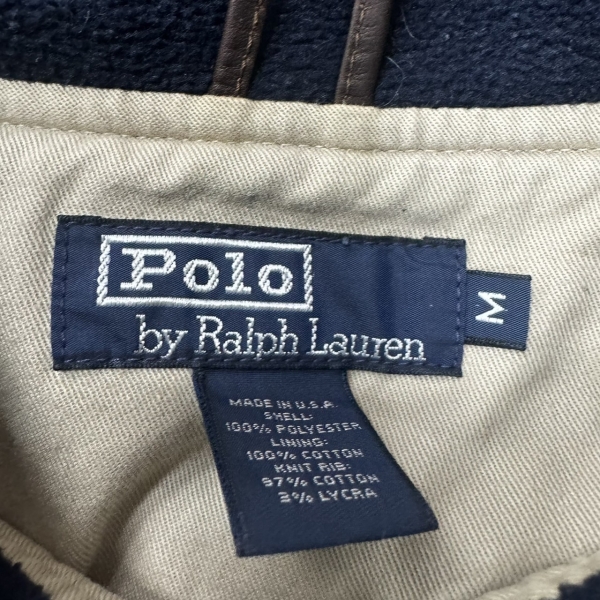 Polo
by Ralph Lauren
M
MADE IN U.S.A.
SHELL:
100% POLYESTER
LINING:
100% COTTON
KNIT RIB:
97% COTTON
3% LYCRA